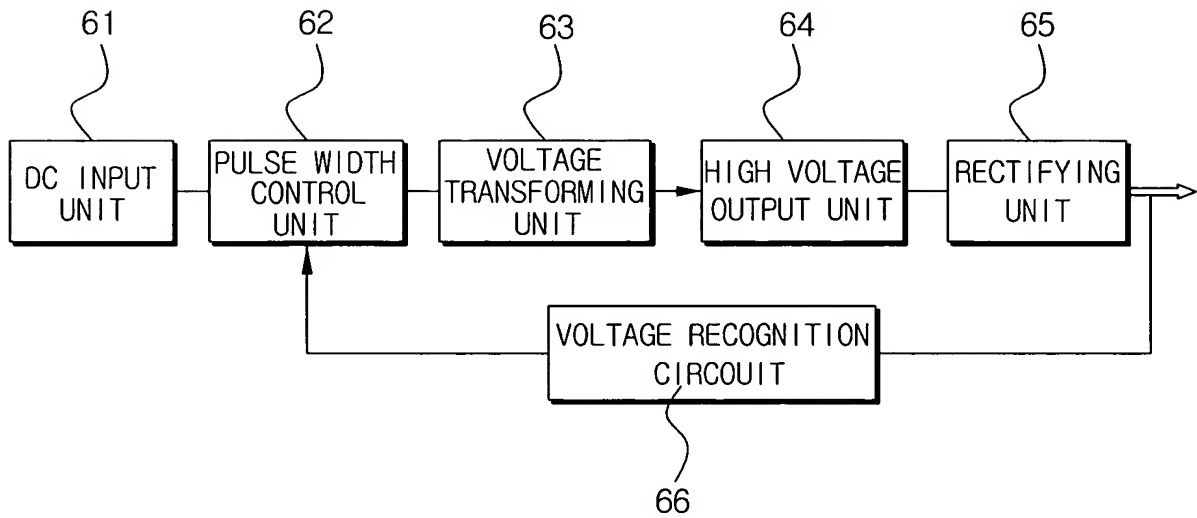 61
62
63
64
65
DC INPUT
UNIT
PULSE WIDTH
CONTROL
UNIT
VOLTAGE
TRANSFORMING
UNIT
HIGH VOLTAGE
OUTPUT UNIT
RECTIFYING
UNIT
VOLTAGE RECOGNITION
CIRCOUIT
66